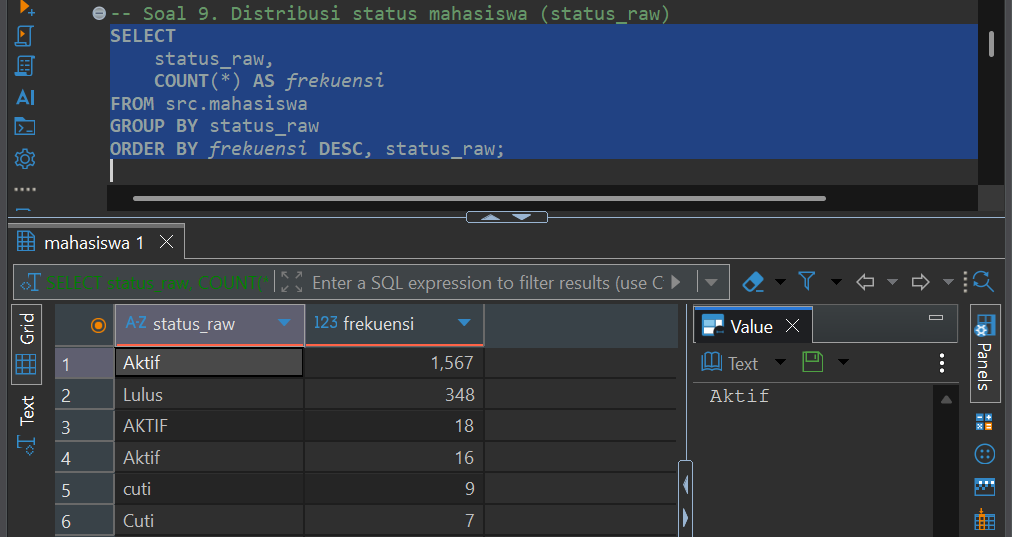 -- Soal 9. Distribusi status mahasiswa (status_raw)
SELECT
status_raw,
COUNT(*) AS frekuensi
FROM src.mahasiswa
GROUP BY status_raw
ORDER BY frekuensi DESC, status_raw;
AI
mahasiswa 1
SELECT status_raw, COUNT(* Enter a SQL expression to filter results (use C
Grid
Text
A-Z status_raw 123 frekuensi
1 Aktif 1,567
2 Lulus 348
3 AKTIF 18
4 Aktif 16
5 cuti 9
6 Cuti 7
Value
Text
Aktif
Panels